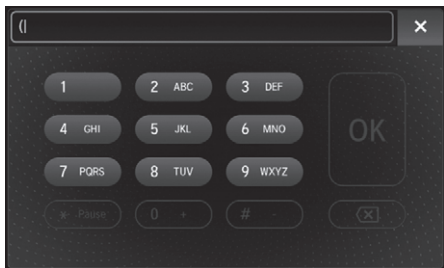 (
1 2 ABC 3 DEF
4 GHI 5 JKL 6 MNO OK
7 PQRS 8 TUV 9 WXYZ
* Pause 0 + # -